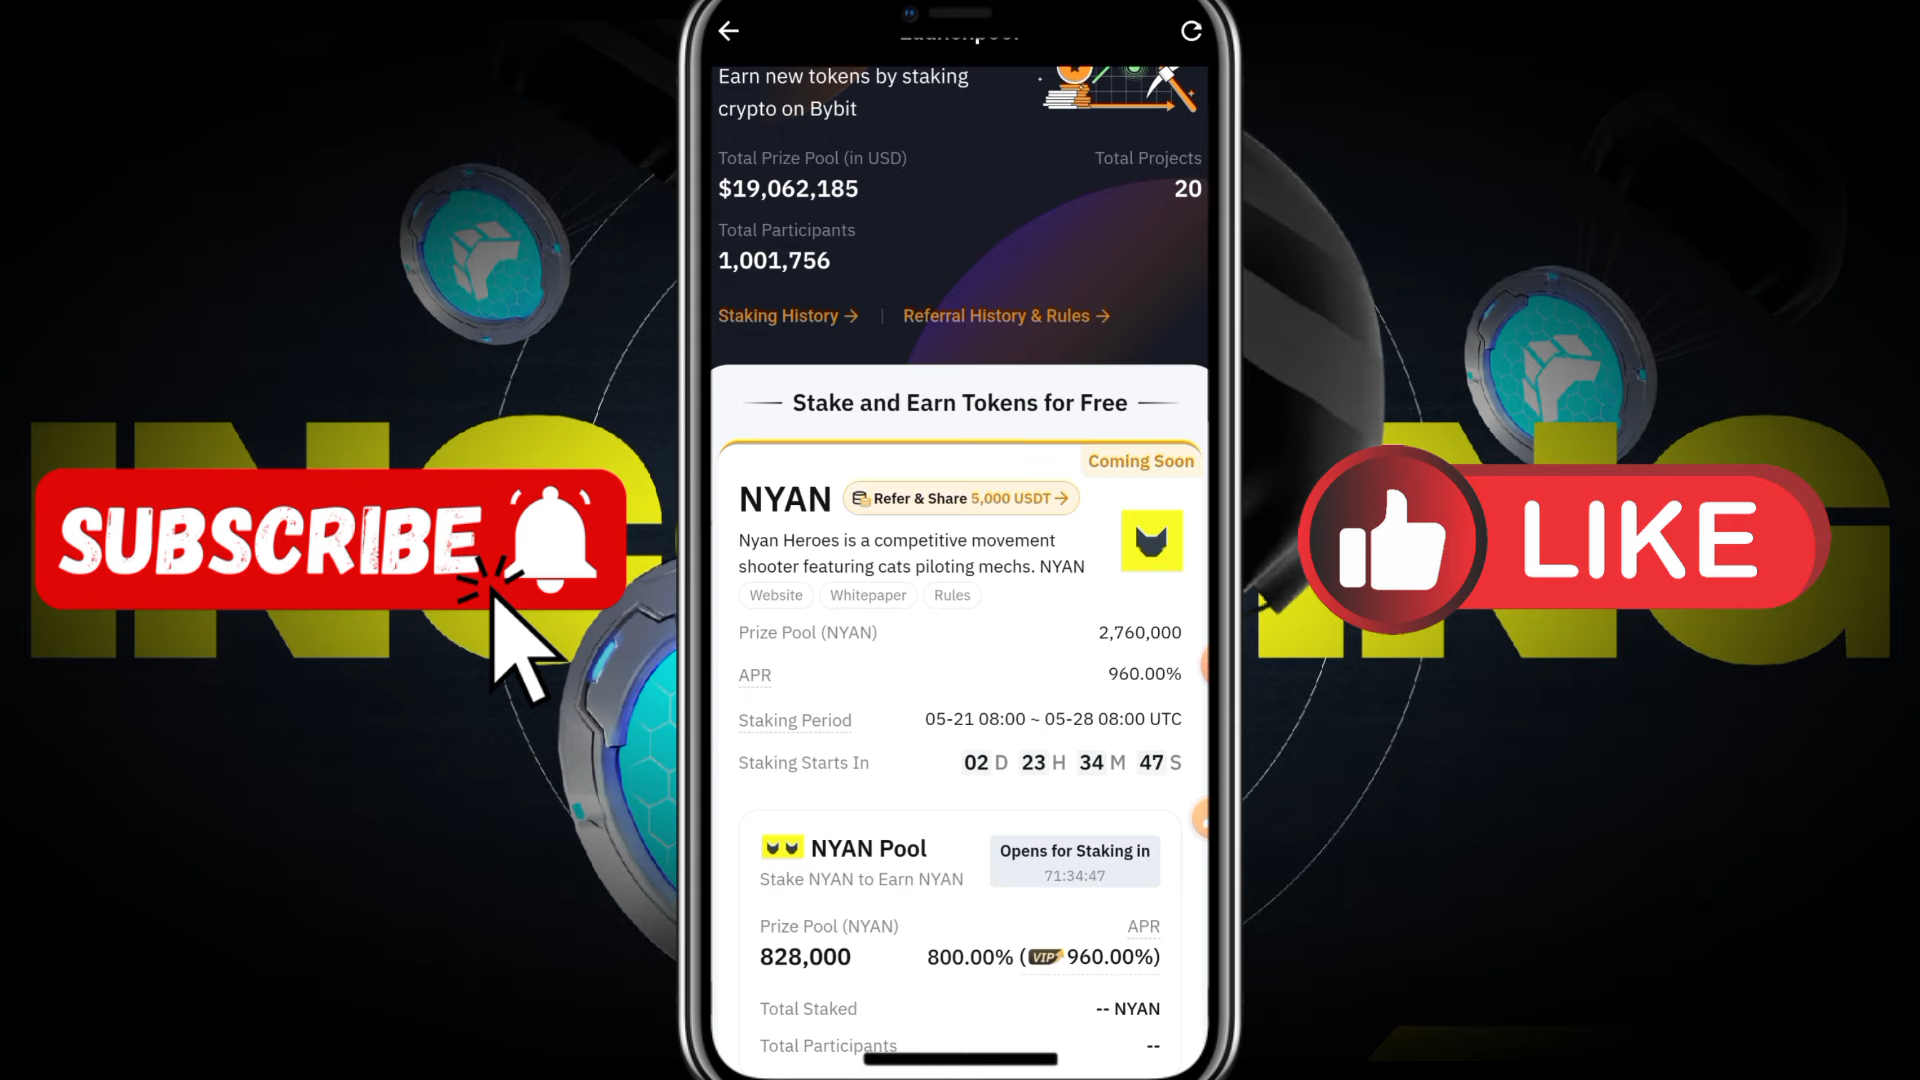 Launchpool
Earn new tokens by staking
crypto on Bybit
Total Prize Pool (in USD)
Total Projects
$19,062,185
20
Total Participants
1,001,756
Staking History →
Referral History & Rules →
Stake and Earn Tokens for Free
Coming Soon
NYAN
Refer & Share 5,000 USDT →
Nyan Heroes is a competitive movement
shooter featuring cats piloting mechs. NYAN
Website
Whitepaper
Rules
Prize Pool (NYAN)
2,760,000
APR
960.00%
Staking Period
05-21 08:00 ~ 05-28 08:00 UTC
Staking Starts In
02 D 23 H 34 M 47 S
NYAN Pool
Opens for Staking in
Stake NYAN to Earn NYAN
71:34:47
Prize Pool (NYAN)
APR
828,000
800.00% (VIP 960.00%)
Total Staked
-- NYAN
Total Participants
--
SUBSCRIBE
LIKE